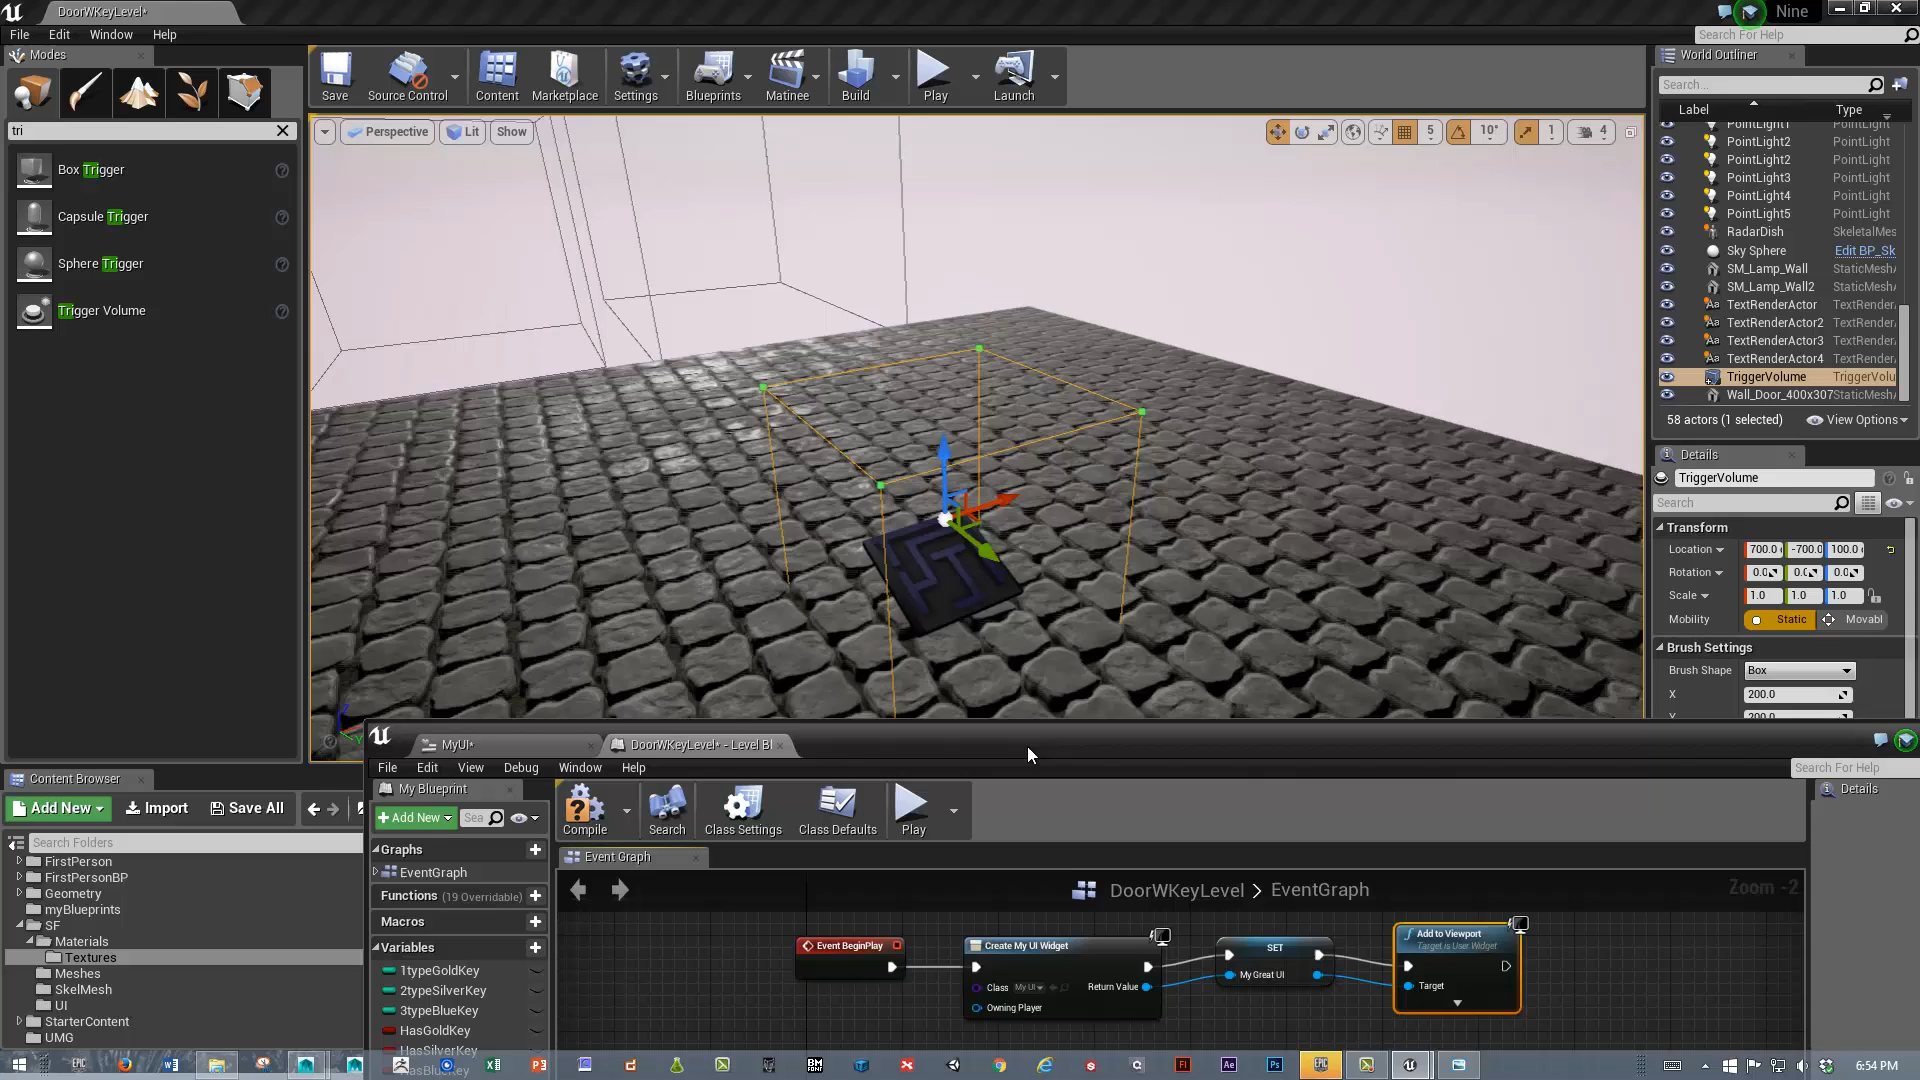 DoorWKeyLevel*
Nine
File Edit Window Help
Search For Help
Modes
tri
Box Trigger
Capsule Trigger
Sphere Trigger
Trigger Volume
Save
Source Control
Content
Marketplace
Settings
Blueprints
Matinee
Build
Play
Launch
Perspective
Lit
Show
5
10°
1
4
World Outliner
Search...
Label
Type
PointLight1 PointLight
PointLight2 PointLight
PointLight2 PointLight
PointLight3 PointLight
PointLight4 PointLight
PointLight5 PointLight
RadarDish SkeletalMes
Sky Sphere Edit BP_Sk
SM_Lamp_Wall StaticMesh
SM_Lamp_Wall2 StaticMesh
TextRenderActor TextRender
TextRenderActor2 TextRender
TextRenderActor3 TextRender
TextRenderActor4 TextRender
TriggerVolume TriggerVolu
Wall_Door_400x307 StaticMesh
58 actors (1 selected)
View Options
Details
TriggerVolume
Search
Transform
Location 700.0 -700.0 100.0
Rotation 0.0 0.0 0.0
Scale 1.0 1.0 1.0
Mobility Static Movabl
Brush Settings
Brush Shape Box
X 200.0
Y 200.0
Content Browser
Add New
Import
Save All
Search Folders
FirstPerson
FirstPersonBP
Geometry
myBlueprints
SF
Materials
Textures
Meshes
SkelMesh
UI
StarterContent
UMG
MyUI*
DoorWKeyLevel* - Level Bl
File Edit View Debug Window Help
Search For Help
My Blueprint
Add New
Sea
Graphs
EventGraph
Functions (19 Overridable)
Macros
Variables
1typeGoldKey
2typeSilverKey
3typeBlueKey
HasGoldKey
HasSilverKey
HasBlueKey
Compile
Search
Class Settings
Class Defaults
Play
Details
Event Graph
DoorWKeyLevel > EventGraph
Zoom -2
Event BeginPlay
Create My UI Widget
Class My UI
Return Value
Owning Player
SET
My Great UI
Add to Viewport
Target is User Widget
Target
6:54 PM